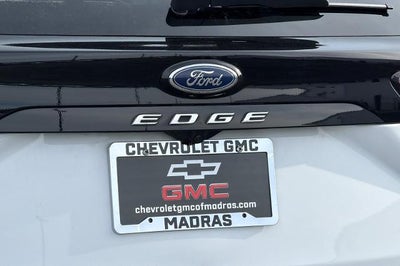 Ford
EDGE
CHEVROLET GMC
GMC
chevroletgmcofmadras.com
MADRAS